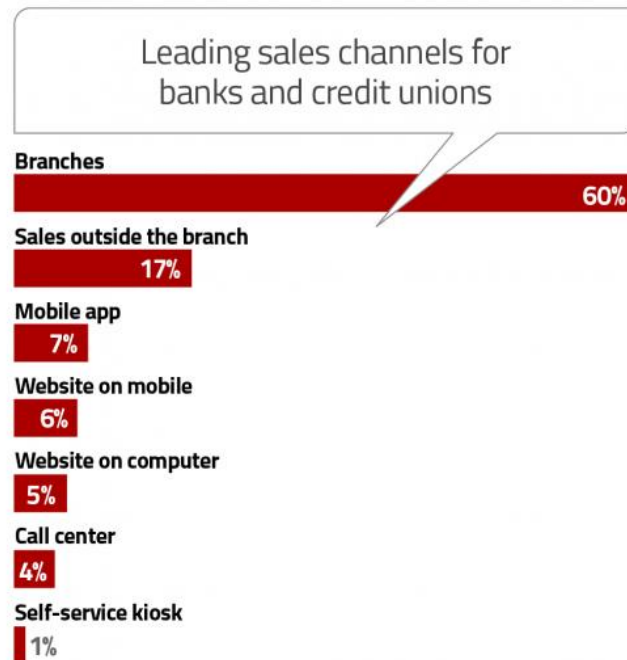 Leading sales channels for
banks and credit unions
Branches
60%
Sales outside the branch
17%
Mobile app
7%
Website on mobile
6%
Website on computer
5%
Call center
4%
Self-service kiosk
1%